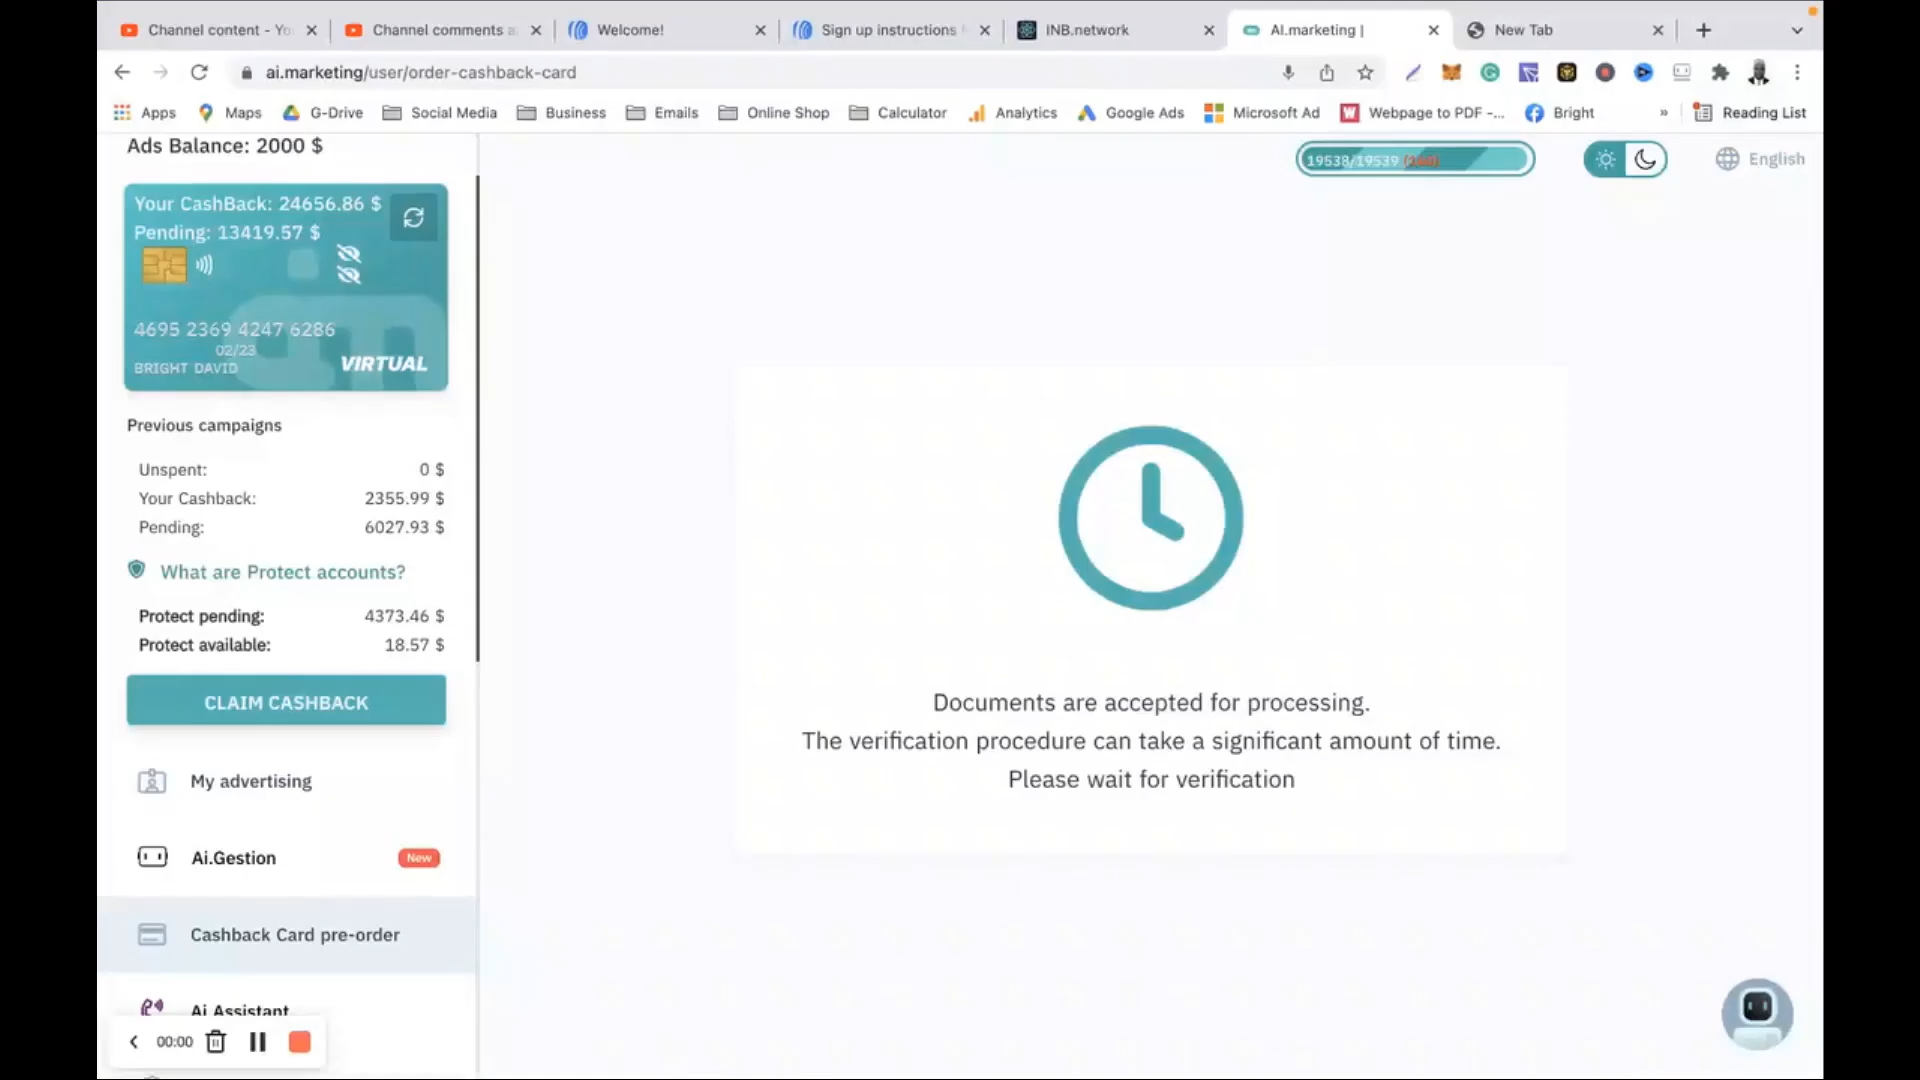 Channel content - Yo
Channel comments a
Welcome!
Sign up instructions
INB.network
AI.marketing |
New Tab
ai.marketing/user/order-cashback-card
Apps
Maps
G-Drive
Social Media
Business
Emails
Online Shop
Calculator
Analytics
Google Ads
Microsoft Ad
Webpage to PDF -...
Bright
»
Reading List
Ads Balance: 2000 $
19538/19539
English
Your CashBack: 24656.86 $
Pending: 13419.57 $
4695 2369 4247 6286
02/23
BRIGHT DAVID
VIRTUAL
Previous campaigns
Unspent: 0 $
Your Cashback: 2355.99 $
Pending: 6027.93 $
What are Protect accounts?
Protect pending: 4373.46 $
Protect available: 18.57 $
CLAIM CASHBACK
My advertising
Ai.Gestion New
Cashback Card pre-order
Ai Assistant
00:00
Documents are accepted for processing.
The verification procedure can take a significant amount of time.
Please wait for verification